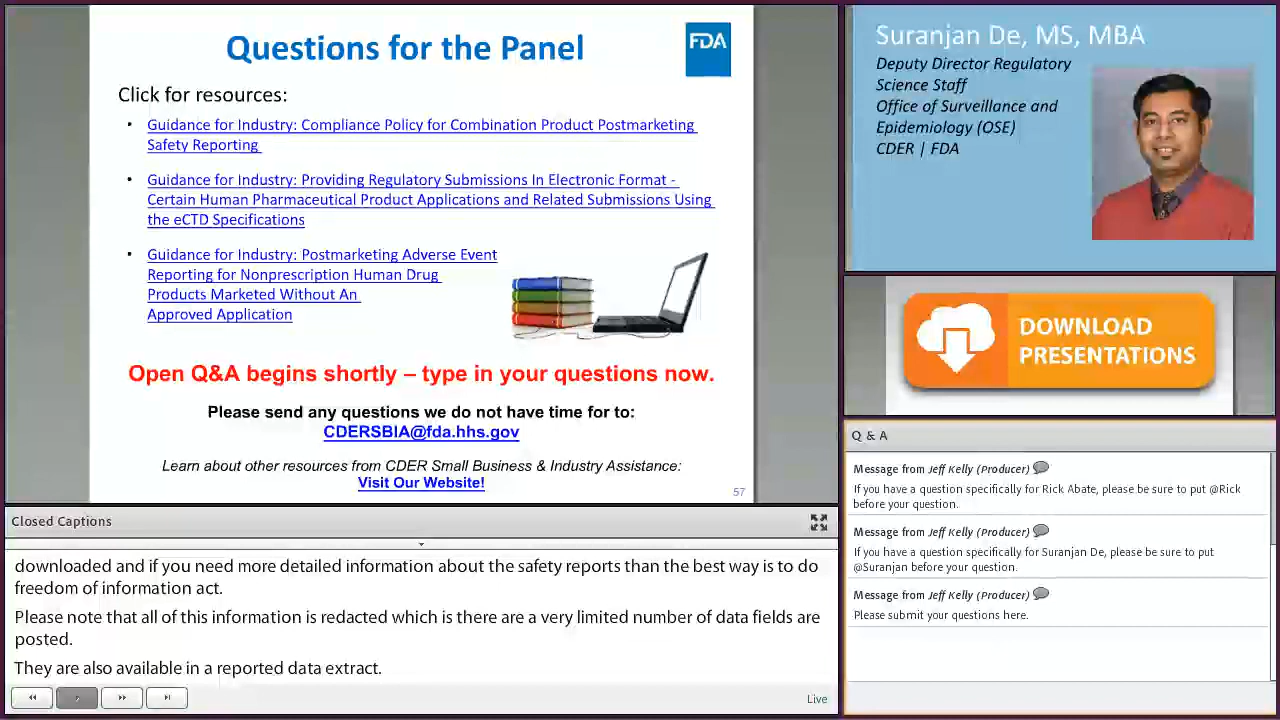 Questions for the Panel
FDA
Click for resources:
• Guidance for Industry: Compliance Policy for Combination Product Postmarketing
Safety Reporting
• Guidance for Industry: Providing Regulatory Submissions In Electronic Format -
Certain Human Pharmaceutical Product Applications and Related Submissions Using
the eCTD Specifications
• Guidance for Industry: Postmarketing Adverse Event
Reporting for Nonprescription Human Drug
Products Marketed Without An
Approved Application
Open Q&A begins shortly – type in your questions now.
Please send any questions we do not have time for to:
CDERSBIA@fda.hhs.gov
Learn about other resources from CDER Small Business & Industry Assistance:
Visit Our Website!
57
Closed Captions
downloaded and if you need more detailed information about the safety reports than the best way is to do
freedom of information act.
Please note that all of this information is redacted which is there are a very limited number of data fields are
posted.
They are also available in a reported data extract.
Live
Suranjan De, MS, MBA
Deputy Director Regulatory
Science Staff
Office of Surveillance and
Epidemiology (OSE)
CDER | FDA
DOWNLOAD
PRESENTATIONS
Q & A
Message from Jeff Kelly (Producer)
If you have a question specifically for Rick Abate, please be sure to put @Rick
before your question.
Message from Jeff Kelly (Producer)
If you have a question specifically for Suranjan De, please be sure to put
@Suranjan before your question.
Message from Jeff Kelly (Producer)
Please submit your questions here.